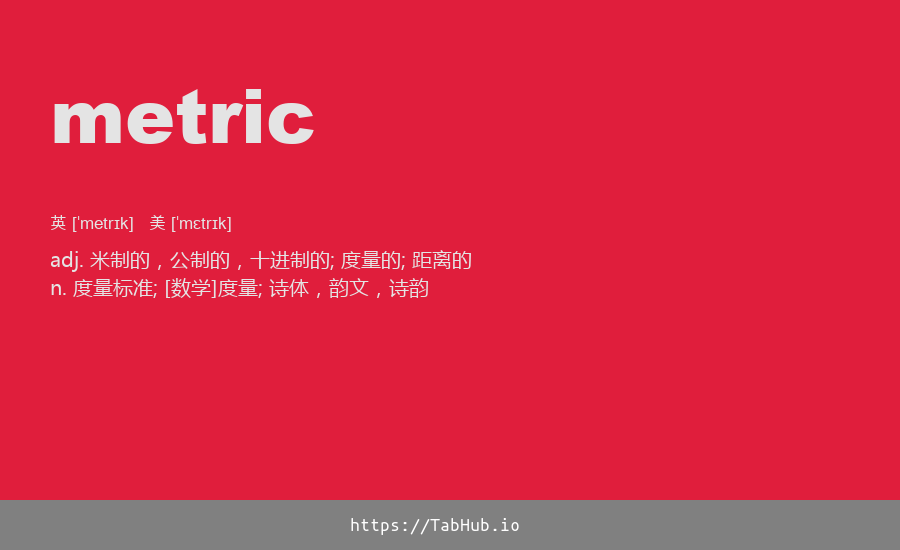 metric
英 [ˈmetrɪk] 美 [ˈmɛtrɪk]
adj. 米制的，公制的，十进制的; 度量的; 距离的
n. 度量标准; [数学]度量; 诗体，韵文，诗韵
https://TabHub.io